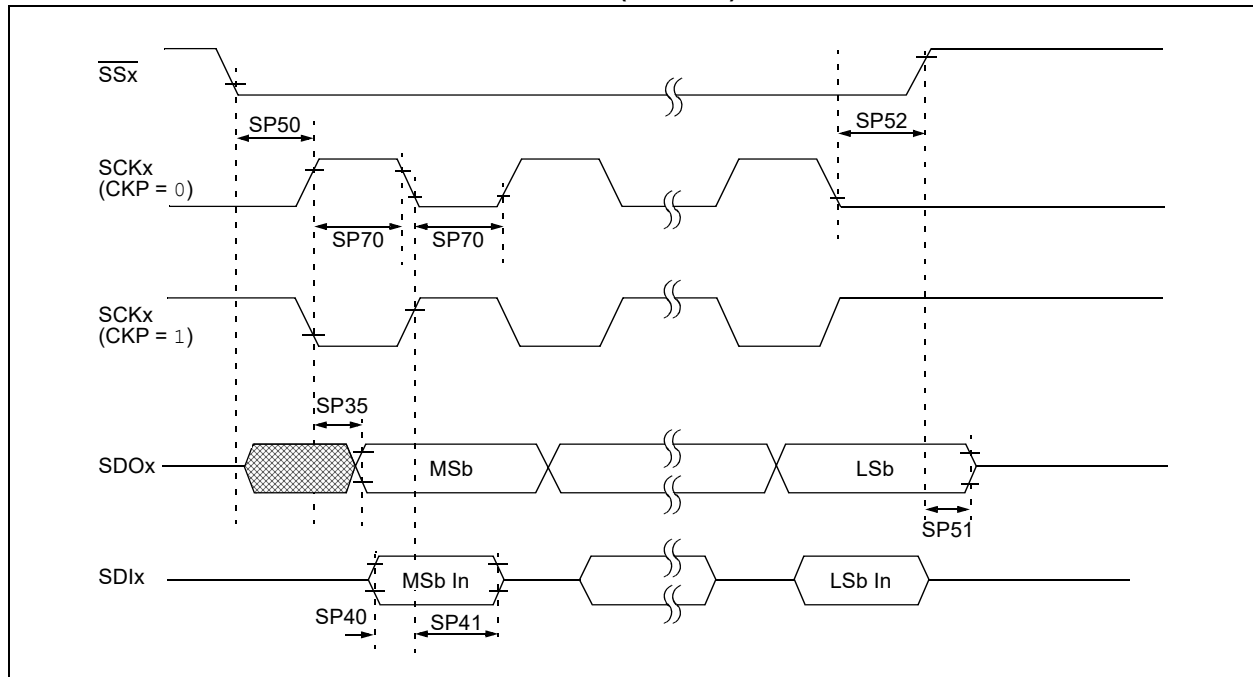 SSx
SP50
SP52
SCKx
(CKP = 0)
SP70
SP70
SCKx
(CKP = 1)
SP35
SDOx
MSb
LSb
SP51
SDIx
MSb In
LSb In
SP40
SP41